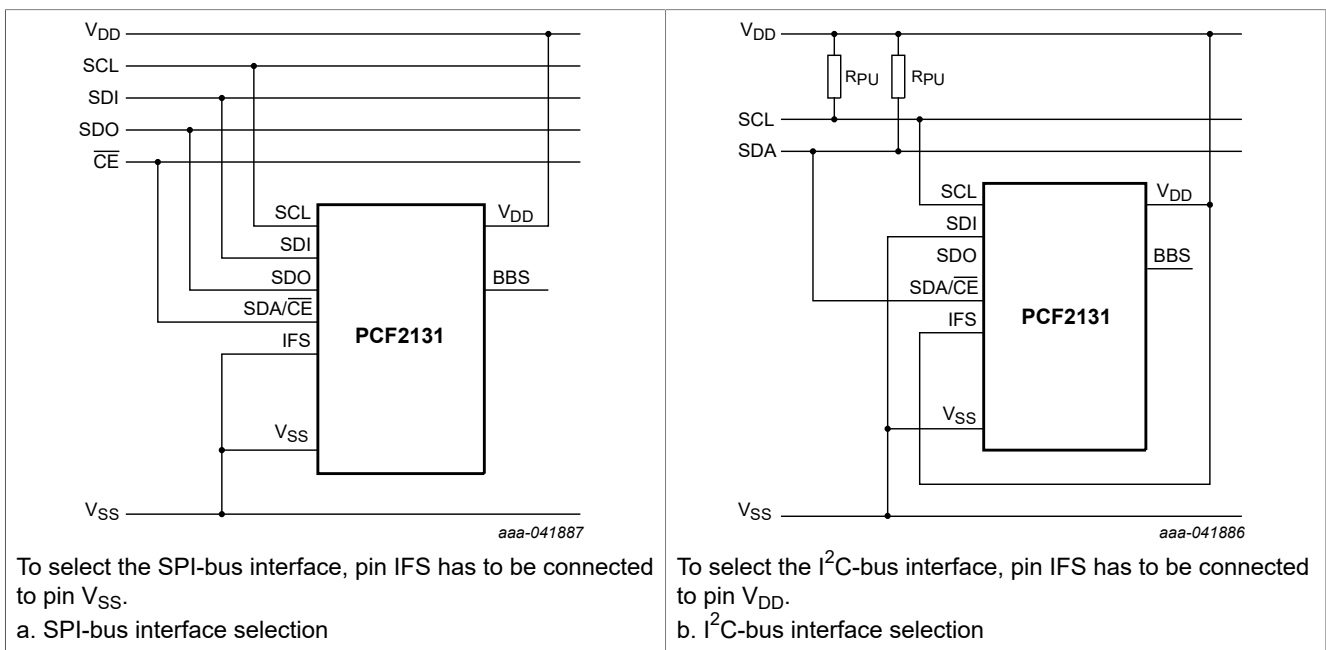 VDD
SCL
SDI
SDO
CE
SCL
SDI
SDO
SDA/CE
IFS
VSS
VDD
BBS
PCF2131
VSS
aaa-041887
To select the SPI-bus interface, pin IFS has to be connected
to pin VSS.
a. SPI-bus interface selection
VDD
RPU
RPU
SCL
SDA
SCL
SDI
SDO
SDA/CE
IFS
VSS
VDD
BBS
PCF2131
VSS
aaa-041886
To select the I²C-bus interface, pin IFS has to be connected
to pin VDD.
b. I²C-bus interface selection